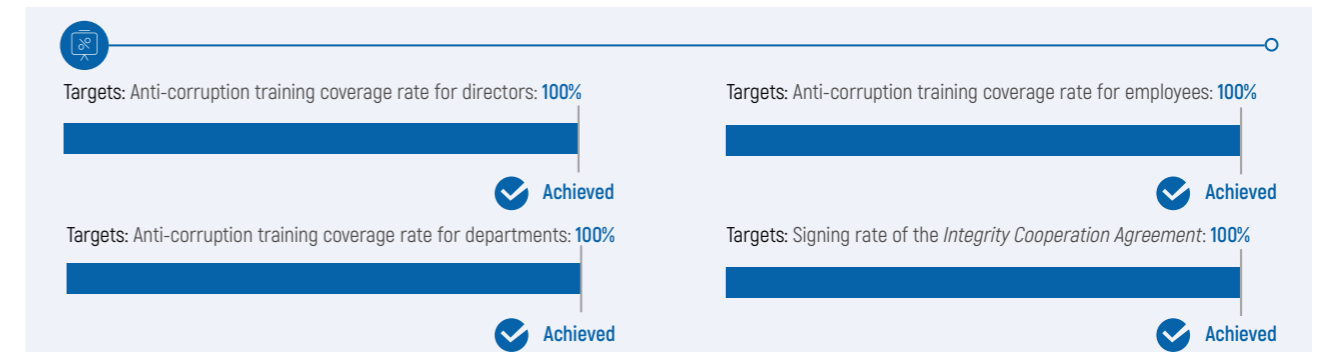 Targets: Anti-corruption training coverage rate for directors: 100%
Achieved
Targets: Anti-corruption training coverage rate for employees: 100%
Achieved
Targets: Anti-corruption training coverage rate for departments: 100%
Achieved
Targets: Signing rate of the Integrity Cooperation Agreement: 100%
Achieved